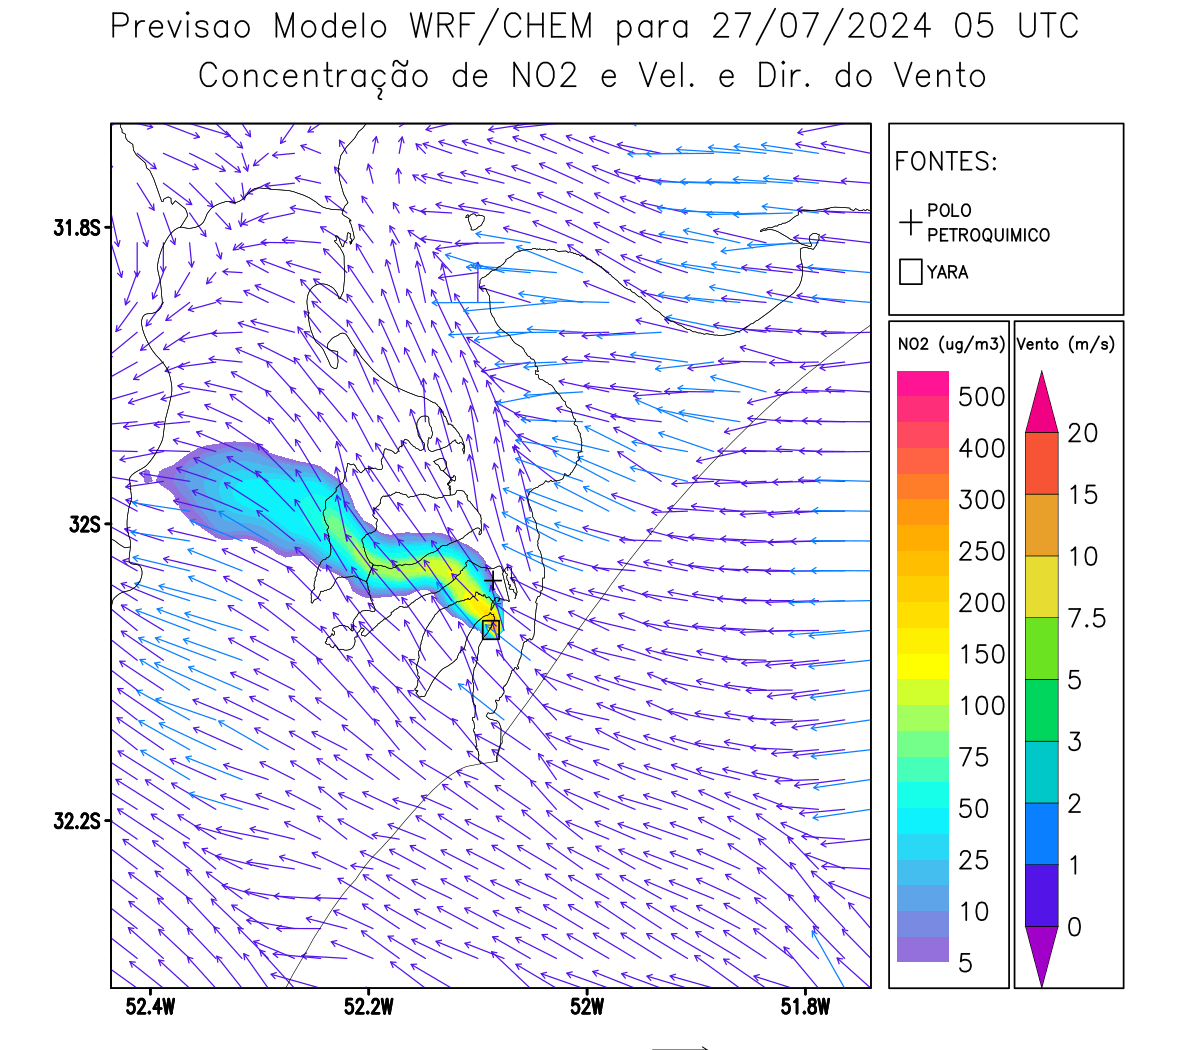 Previsao Modelo WRF/CHEM para 27/07/2024 05 UTC
Concentração de NO2 e Vel. e Dir. do Vento
FONTES:
POLO
PETROQUIMICO
YARA
NO2 (ug/m3)
500
400
300
250
200
150
100
75
50
25
10
5
Vento (m/s)
20
15
10
7.5
5
3
2
1
0
31.8S
32S
32.2S
52.4W
52.2W
52W
51.8W